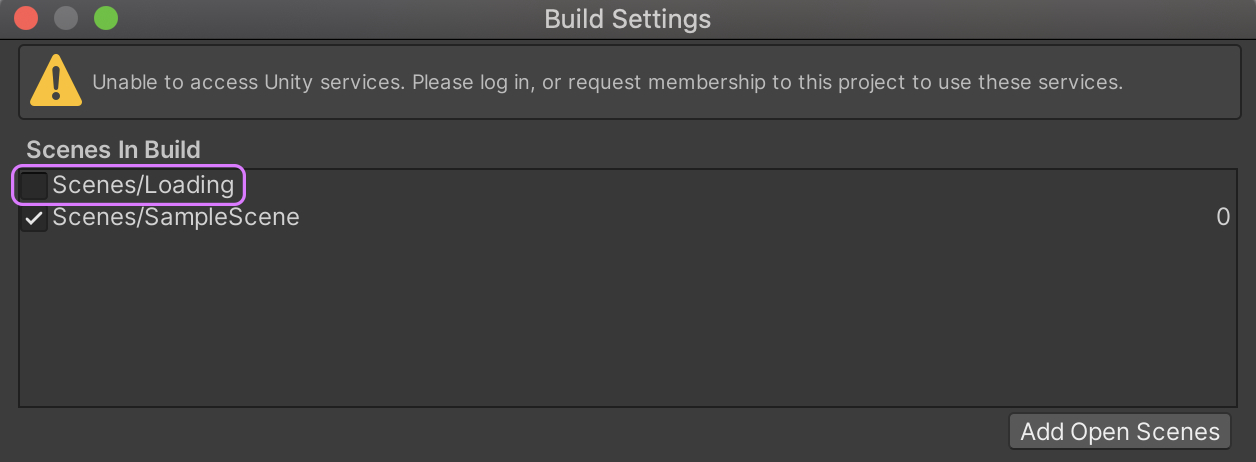 Build Settings
Unable to access Unity services. Please log in, or request membership to this project to use these services.
Scenes In Build
Scenes/Loading
Scenes/SampleScene 0
Add Open Scenes